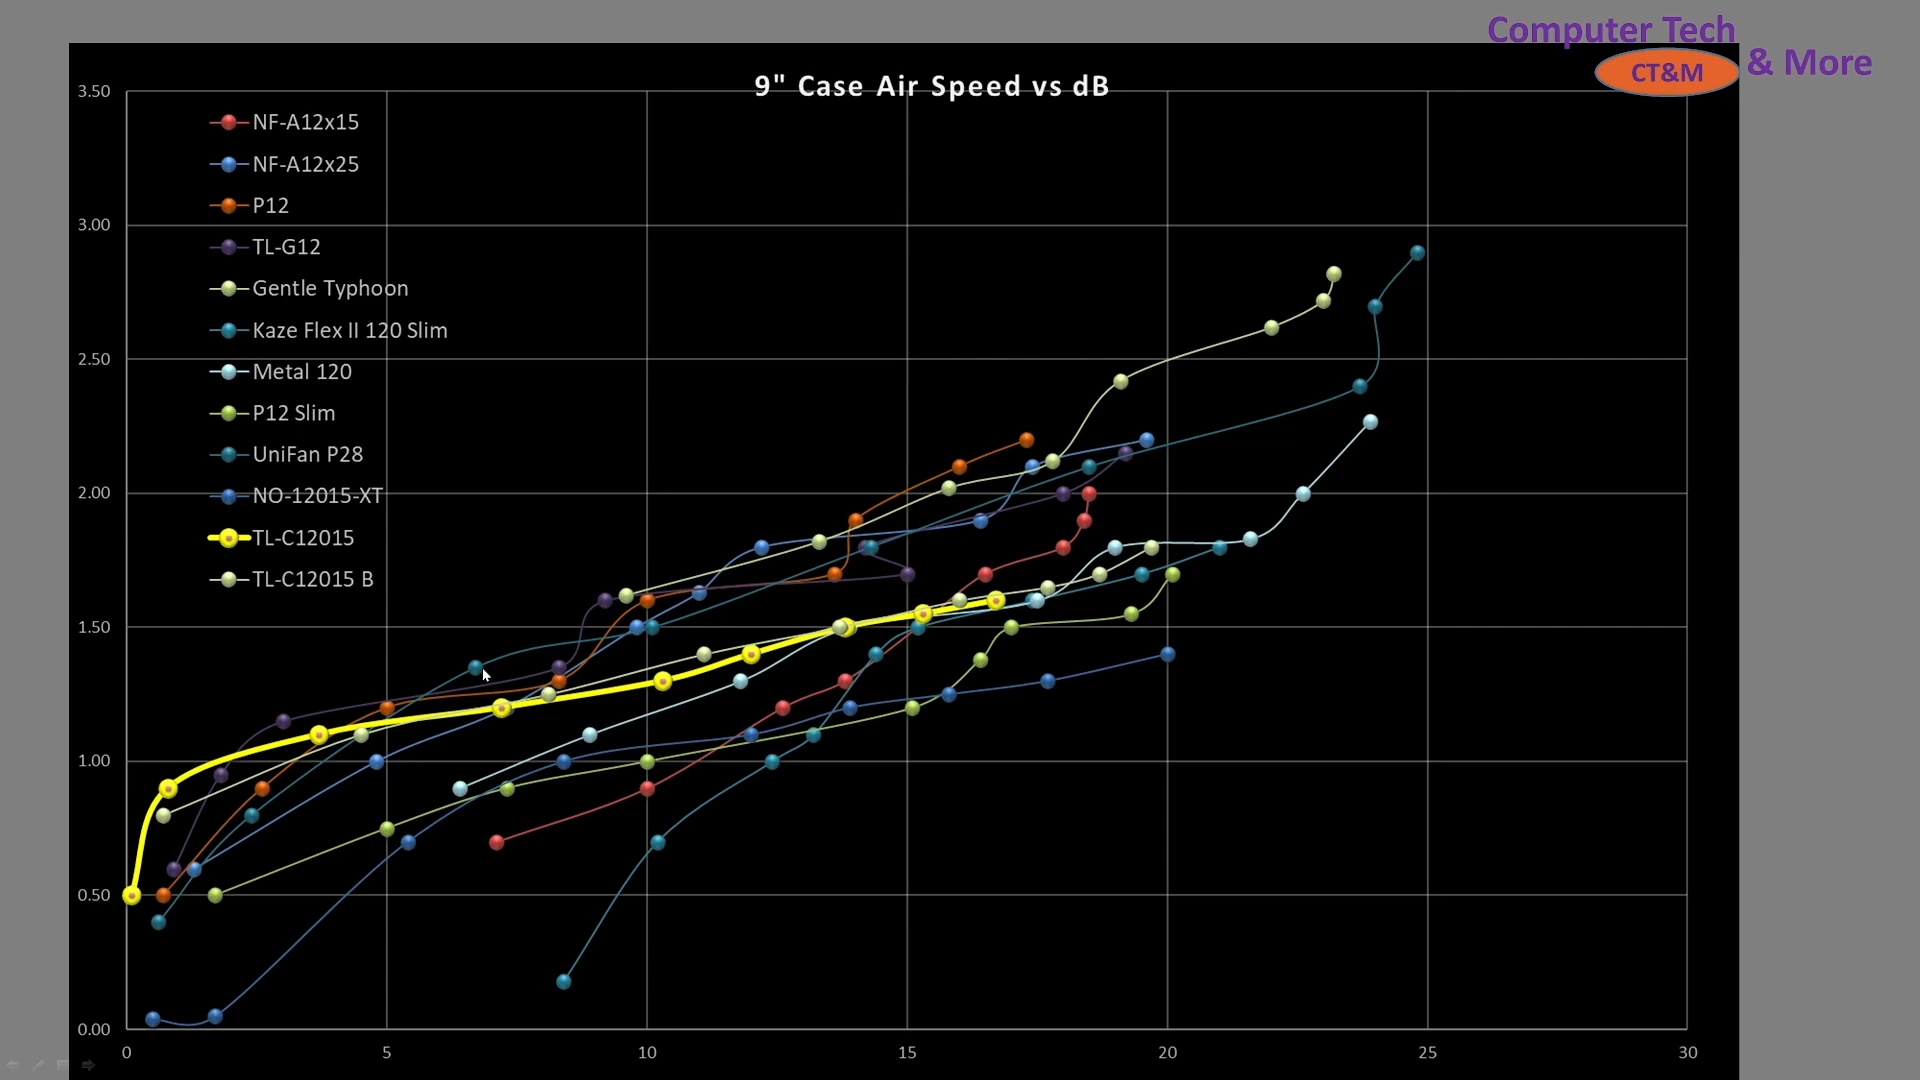 Computer Tech
CT&M
& More
9" Case Air Speed vs dB
3.50
3.00
2.50
2.00
1.50
1.00
0.50
0.00
NF-A12x15
NF-A12x25
P12
TL-G12
Gentle Typhoon
Kaze Flex II 120 Slim
Metal 120
P12 Slim
UniFan P28
NO-12015-XT
TL-C12015
TL-C12015 B
0 5 10 15 20 25 30